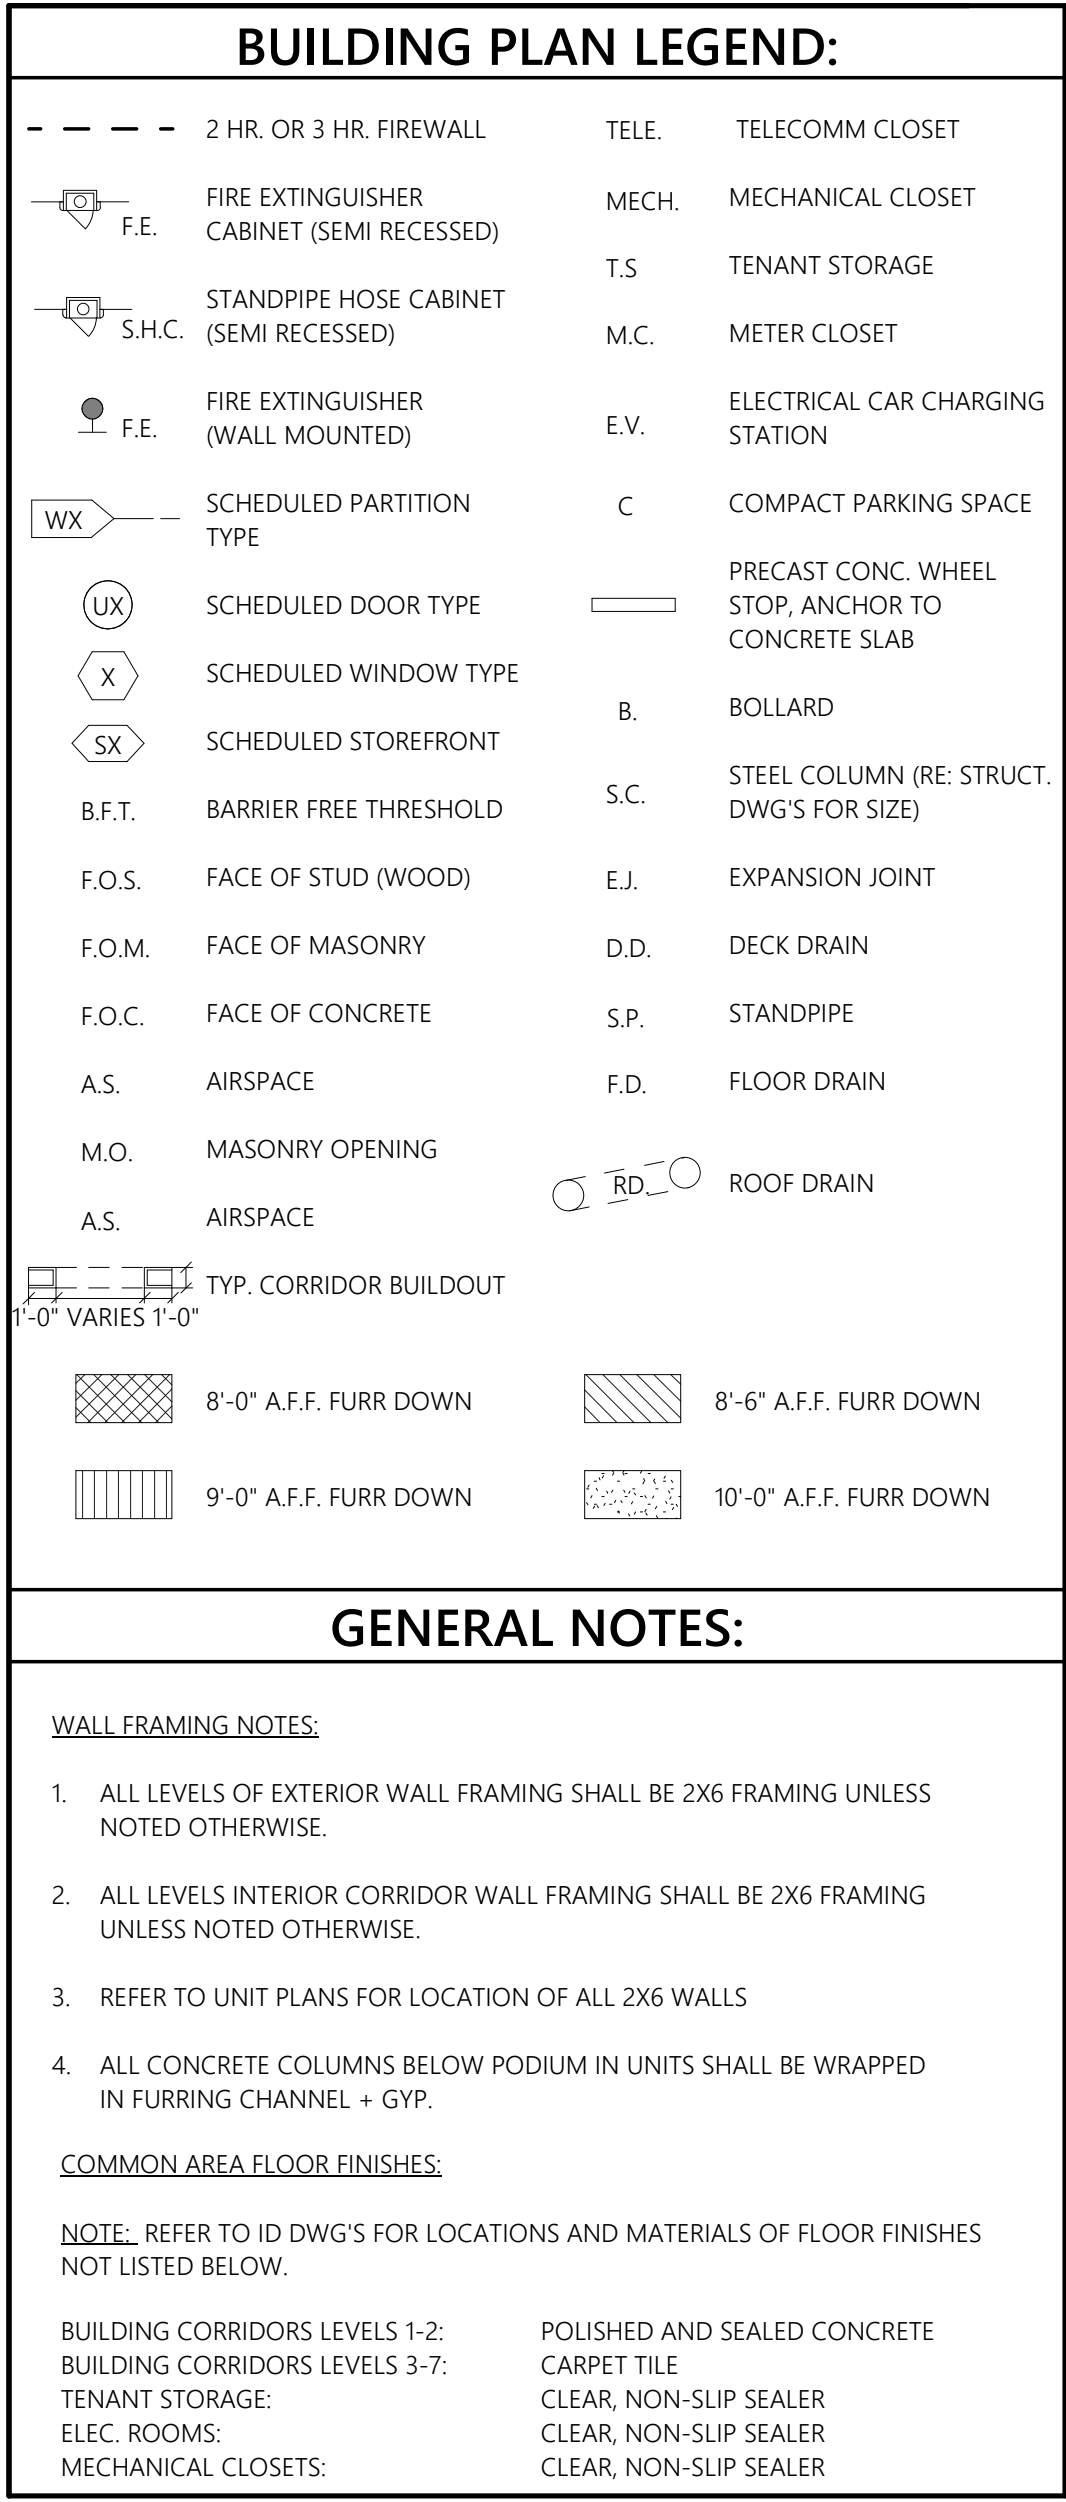 BUILDING PLAN LEGEND:
2 HR. OR 3 HR. FIREWALL
F.E.
FIRE EXTINGUISHER
CABINET (SEMI RECESSED)
S.H.C.
STANDPIPE HOSE CABINET
(SEMI RECESSED)
F.E.
FIRE EXTINGUISHER
(WALL MOUNTED)
WX
SCHEDULED PARTITION
TYPE
UX
SCHEDULED DOOR TYPE
X
SCHEDULED WINDOW TYPE
SX
SCHEDULED STOREFRONT
B.F.T.
BARRIER FREE THRESHOLD
F.O.S.
FACE OF STUD (WOOD)
F.O.M.
FACE OF MASONRY
F.O.C.
FACE OF CONCRETE
A.S.
AIRSPACE
M.O.
MASONRY OPENING
A.S.
AIRSPACE
TYP. CORRIDOR BUILDOUT
1'-0" VARIES 1'-0"
TELE.
TELECOMM CLOSET
MECH.
MECHANICAL CLOSET
T.S
TENANT STORAGE
M.C.
METER CLOSET
E.V.
ELECTRICAL CAR CHARGING
STATION
C
COMPACT PARKING SPACE
PRECAST CONC. WHEEL
STOP, ANCHOR TO
CONCRETE SLAB
B.
BOLLARD
S.C.
STEEL COLUMN (RE: STRUCT.
DWG'S FOR SIZE)
E.J.
EXPANSION JOINT
D.D.
DECK DRAIN
S.P.
STANDPIPE
F.D.
FLOOR DRAIN
RD.
ROOF DRAIN
8'-0" A.F.F. FURR DOWN
8'-6" A.F.F. FURR DOWN
9'-0" A.F.F. FURR DOWN
10'-0" A.F.F. FURR DOWN
GENERAL NOTES:
WALL FRAMING NOTES:
1. ALL LEVELS OF EXTERIOR WALL FRAMING SHALL BE 2X6 FRAMING UNLESS
NOTED OTHERWISE.
2. ALL LEVELS INTERIOR CORRIDOR WALL FRAMING SHALL BE 2X6 FRAMING
UNLESS NOTED OTHERWISE.
3. REFER TO UNIT PLANS FOR LOCATION OF ALL 2X6 WALLS
4. ALL CONCRETE COLUMNS BELOW PODIUM IN UNITS SHALL BE WRAPPED
IN FURRING CHANNEL + GYP.
COMMON AREA FLOOR FINISHES:
NOTE: REFER TO ID DWG'S FOR LOCATIONS AND MATERIALS OF FLOOR FINISHES
NOT LISTED BELOW.
BUILDING CORRIDORS LEVELS 1-2: POLISHED AND SEALED CONCRETE
BUILDING CORRIDORS LEVELS 3-7: CARPET TILE
TENANT STORAGE: CLEAR, NON-SLIP SEALER
ELEC. ROOMS: CLEAR, NON-SLIP SEALER
MECHANICAL CLOSETS: CLEAR, NON-SLIP SEALER